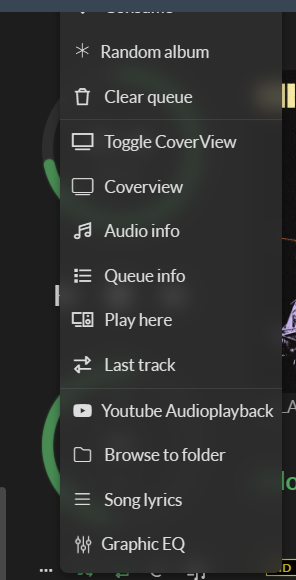 Consume
Random album
Clear queue
Toggle CoverView
Coverview
Audio info
Queue info
Play here
Last track
Youtube Audioplayback
Browse to folder
Song lyrics
Graphic EQ